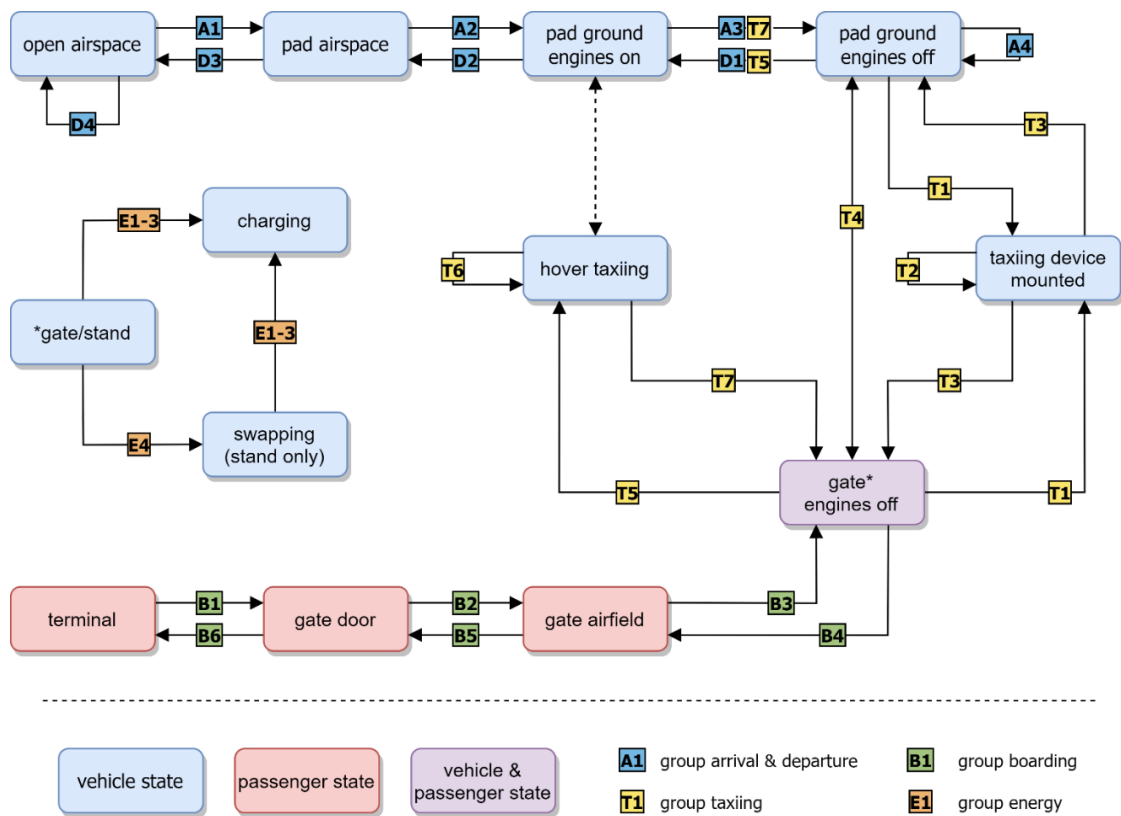 open airspace
A1
D3
pad airspace
A2
D2
pad ground
engines on
A3 T7
D1 T5
pad ground
engines off
A4
D4
T3
E1-3
charging
T1
T4
T6
hover taxiing
T2
taxiing device
mounted
*gate/stand
E1-3
T7
T3
E4
swapping
(stand only)
T5
gate*
engines off
T1
terminal
B1
B6
gate door
B2
B5
gate airfield
B3
B4
vehicle state
passenger state
vehicle &
passenger state
A1 group arrival & departure
T1 group taxiing
B1 group boarding
E1 group energy